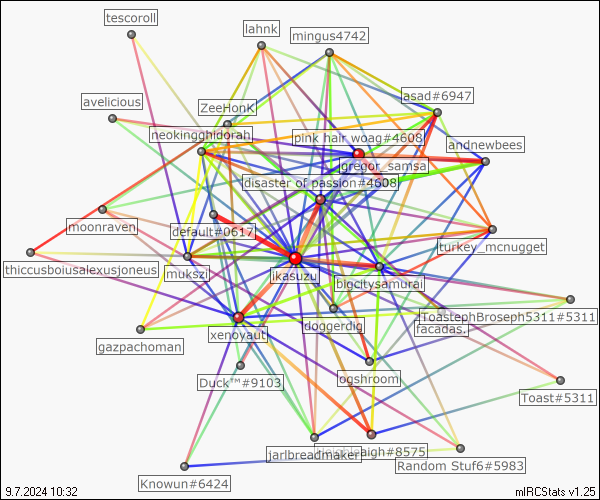 tescoroll
lahnk
mingus4742
asad#6947
avelicious
ZeeHonK
neokingghidorah
pink hair woag#4608
andnewbees
gregor_samsa
disaster of passion#4608
moonraven
default#0617
turkey_mcnugget
thiccusboiusalexusjoneus
mukszi
ikasuzu
bigcitysamurai
ToastephBroseph5311#5311
facadas.
xenoyaut
doggerdig
gazpachoman
Duck™#9103
ogshroom
Toast#5311
jarlbreadmaker
#8575
Random Stuf6#5983
Knowun#6424
9.7.2024 10:32
mIRCStats v1.25